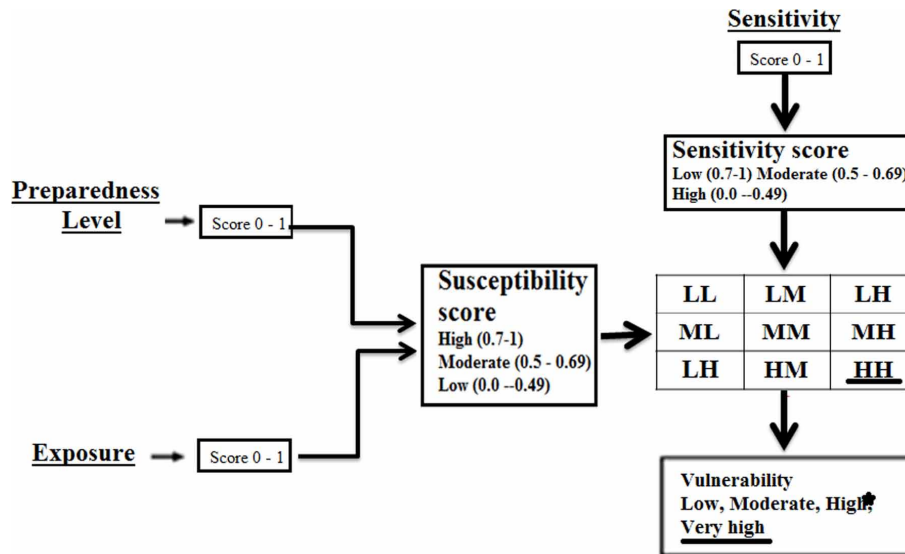 Sensitivity
Score 0 - 1
Sensitivity score
Low (0.7-1) Moderate (0.5 - 0.69)
High (0.0 --0.49)
Preparedness
Level
Score 0 - 1
Susceptibility
score
High (0.7-1)
Moderate (0.5 - 0.69)
Low (0.0 --0.49)
Exposure
Score 0 - 1
LL LM LH
ML MM MH
LH HM HH
Vulnerability
Low, Moderate, High,
Very high